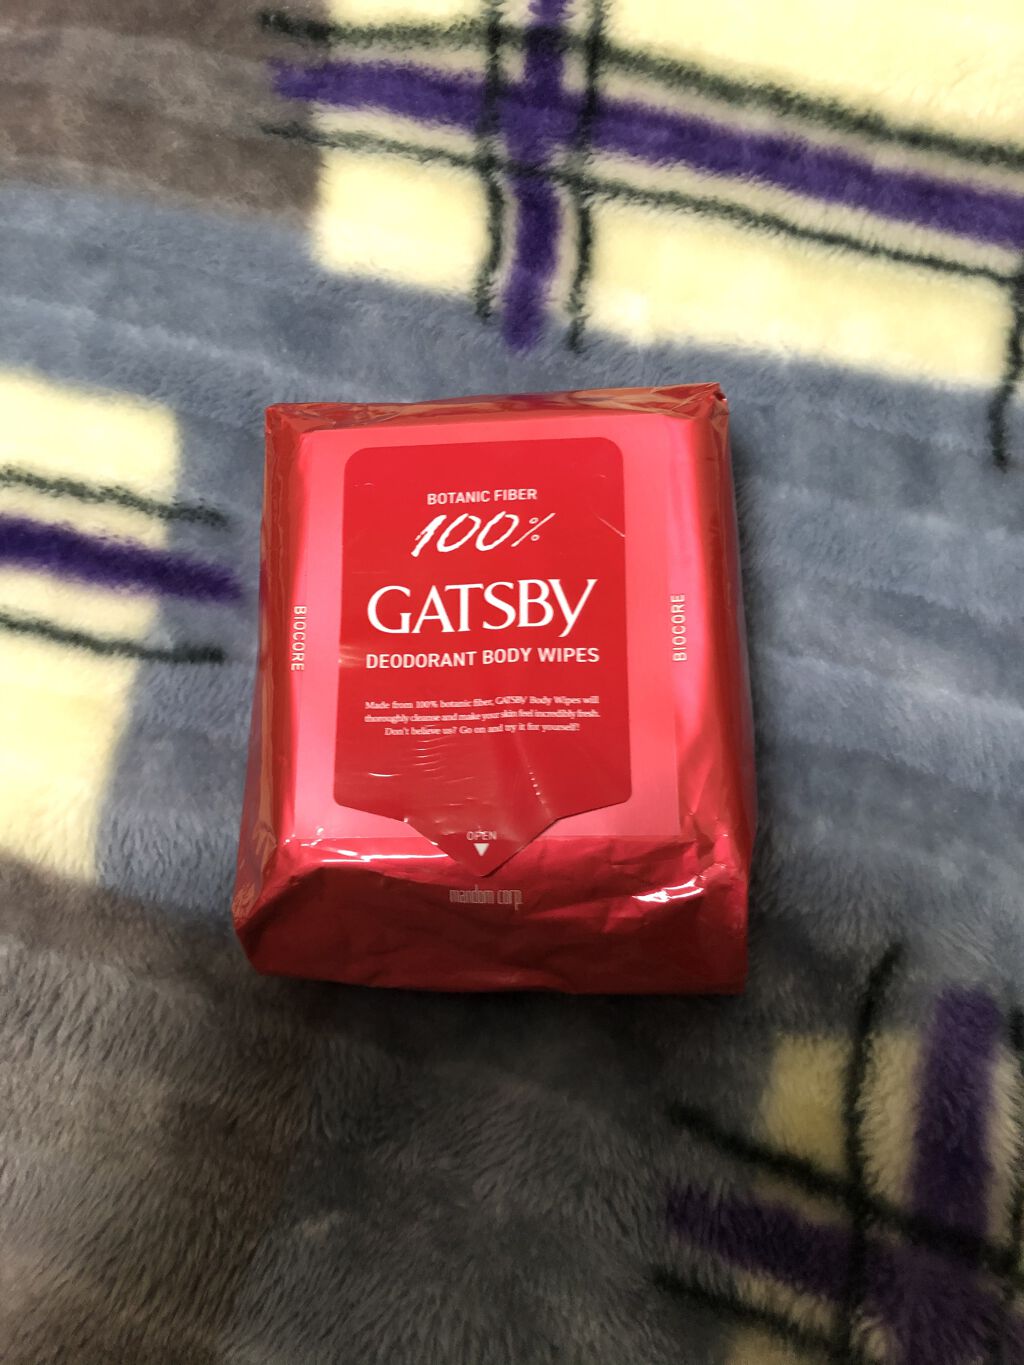 BOTANIC FIBER
100%
GATSBY
DEODORANT BODY WIPES
BIOCORE
BIOCORE
Made from 100% botanic fiber, GATSBY Body Wipes will
thoroughly cleanse and make your skin feel incredibly fresh.
Don't believe us? Go on and try it for yourself!
OPEN
mandom corp.